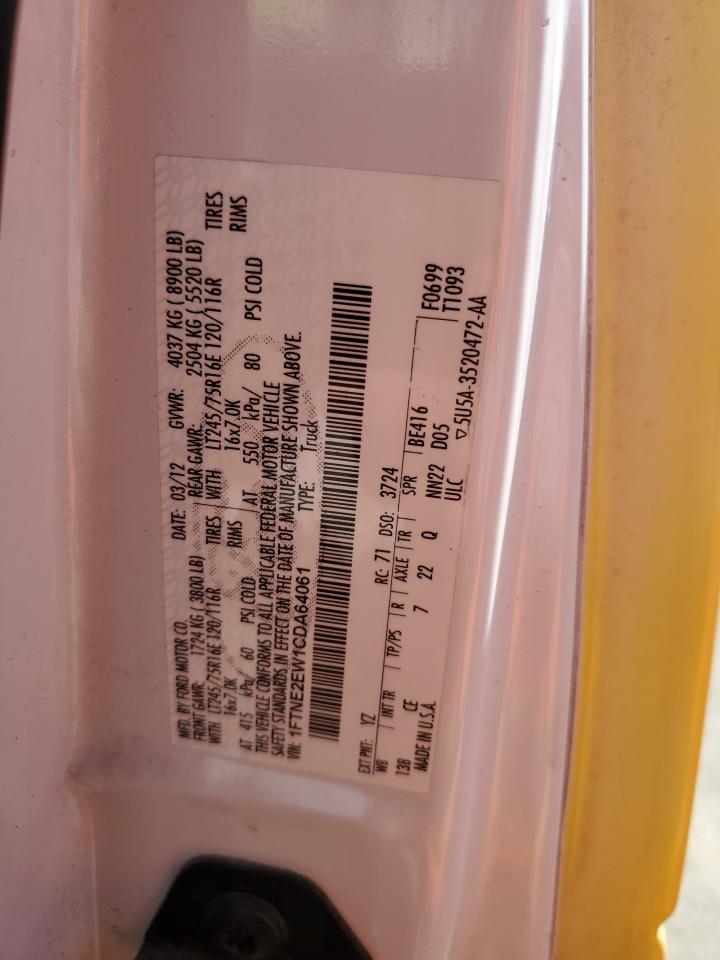 MFD. BY FORD MOTOR CO. DATE: 03/12 GVWR: 4037 KG ( 8900 LB)
FRONT GAWR: 1724 KG ( 3800 LB) REAR GAWR: 2504 KG ( 5520 LB)
WITH LT245/75R16E 120/116R TIRES WITH LT245/75R16E 120/116R TIRES
16x7.0K RIMS 16x7.0K RIMS
AT 415 kPa/ 60 PSI COLD AT 550 kPa/ 80 PSI COLD
THIS VEHICLE CONFORMS TO ALL APPLICABLE FEDERAL MOTOR VEHICLE
SAFETY STANDARDS IN EFFECT ON THE DATE OF MANUFACTURE SHOWN ABOVE.
VIN: 1FTNE2EW1CDA64061 TYPE: Truck
EXT PNT: YZ RC: 71 DSO: 3724 F0699
WB INT TR TP/PS R AXLE TR SPR BE416 T1093
138 CE 7 22 Q NN22 D05
MADE IN U.S.A. ULC ▽5U5A-3520472-AA